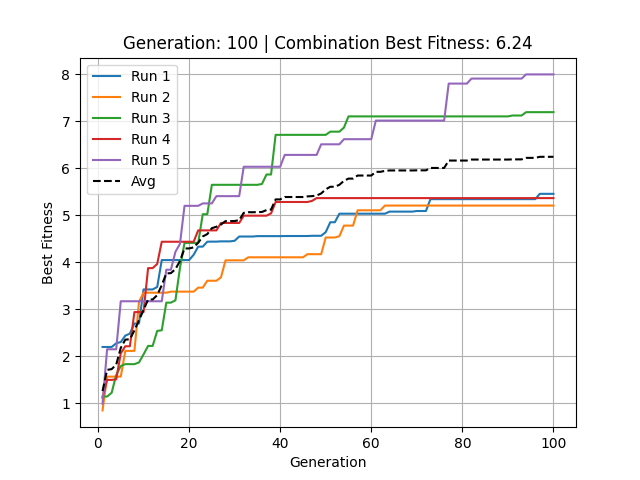 Generation: 100 | Combination Best Fitness: 6.24
Run 1
Run 2
Run 3
Run 4
Run 5
Avg
8
7
6
5
4
3
2
1
Best Fitness
0
20
40
60
80
100
Generation